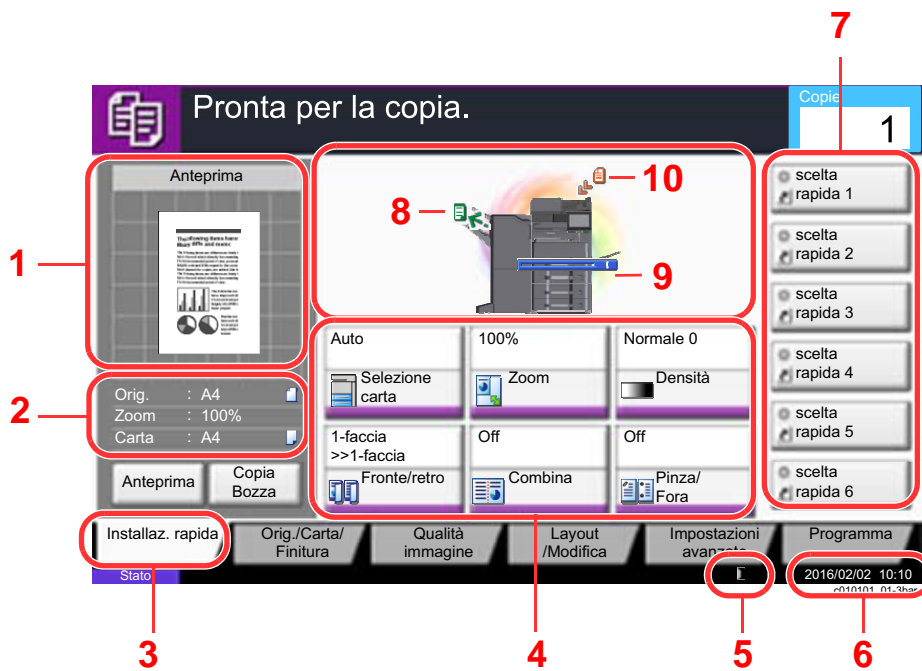 7
Pronta per la copia.
Copie
1
Anteprima
10
8
9
1
scelta
rapida 1
scelta
rapida 2
scelta
rapida 3
scelta
rapida 4
scelta
rapida 5
scelta
rapida 6
2
Orig. : A4
Zoom : 100%
Carta : A4
Anteprima
Copia
Bozza
Auto
Selezione
carta
100%
Zoom
Normale 0
Densità
1-faccia
>>1-faccia
Fronte/retro
Off
Combina
Off
Pinza/
Fora
Installaz. rapida
Orig./Carta/
Finitura
Qualità
immagine
Layout
/Modifica
Impostazioni
avanzate
Programma
Stato
2016/02/02 10:10
3
4
5
6